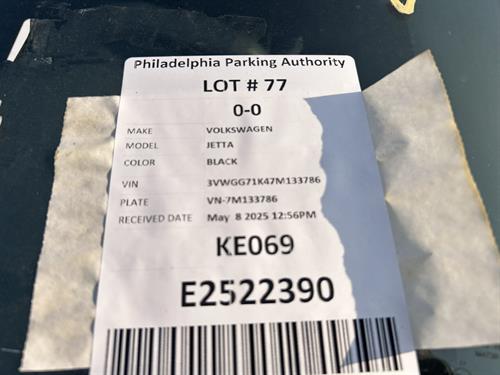 Philadelphia Parking Authority
LOT # 77
0-0
MAKE VOLKSWAGEN
MODEL JETTA
COLOR BLACK
VIN 3VWGG71K47M133786
PLATE VN-7M133786
RECEIVED DATE May 8 2025 12:56PM
KE069
E2522390